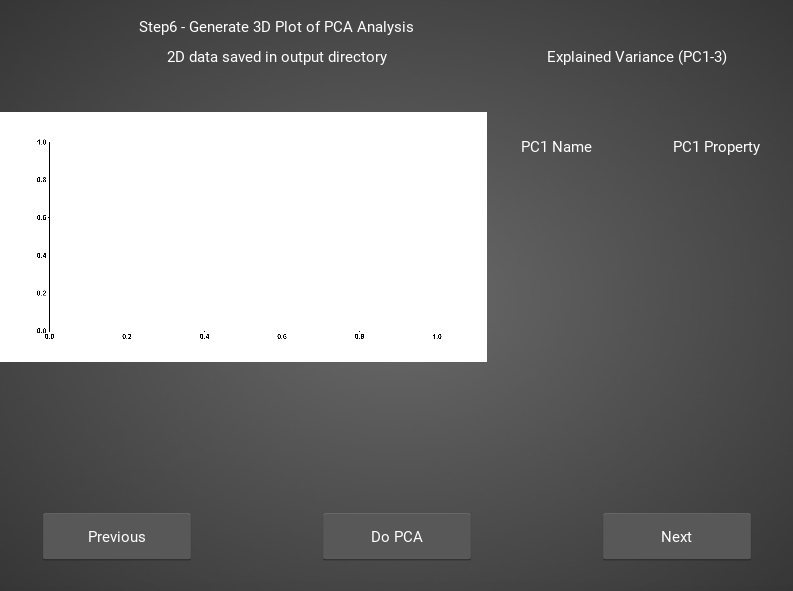 Step6 - Generate 3D Plot of PCA Analysis
2D data saved in output directory
Explained Variance (PC1-3)
PC1 Name
PC1 Property
1.0
0.8
0.6
0.4
0.2
0.0
0.0 0.2 0.4 0.6 0.8 1.0
Previous
Do PCA
Next